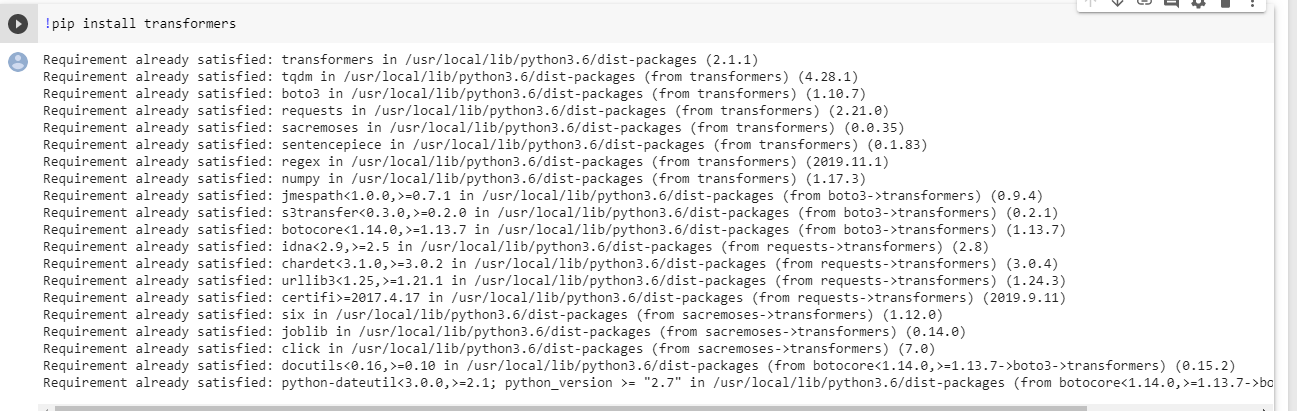 !pip install transformers
Requirement already satisfied: transformers in /usr/local/lib/python3.6/dist-packages (2.1.1)
Requirement already satisfied: tqdm in /usr/local/lib/python3.6/dist-packages (from transformers) (4.28.1)
Requirement already satisfied: boto3 in /usr/local/lib/python3.6/dist-packages (from transformers) (1.10.7)
Requirement already satisfied: requests in /usr/local/lib/python3.6/dist-packages (from transformers) (2.21.0)
Requirement already satisfied: sacremoses in /usr/local/lib/python3.6/dist-packages (from transformers) (0.0.35)
Requirement already satisfied: sentencepiece in /usr/local/lib/python3.6/dist-packages (from transformers) (0.1.83)
Requirement already satisfied: regex in /usr/local/lib/python3.6/dist-packages (from transformers) (2019.11.1)
Requirement already satisfied: numpy in /usr/local/lib/python3.6/dist-packages (from transformers) (1.17.3)
Requirement already satisfied: jmespath<1.0.0,>=0.7.1 in /usr/local/lib/python3.6/dist-packages (from boto3->transformers) (0.9.4)
Requirement already satisfied: s3transfer<0.3.0,>=0.2.0 in /usr/local/lib/python3.6/dist-packages (from boto3->transformers) (0.2.1)
Requirement already satisfied: botocore<1.14.0,>=1.13.7 in /usr/local/lib/python3.6/dist-packages (from boto3->transformers) (1.13.7)
Requirement already satisfied: idna<2.9,>=2.5 in /usr/local/lib/python3.6/dist-packages (from requests->transformers) (2.8)
Requirement already satisfied: chardet<3.1.0,>=3.0.2 in /usr/local/lib/python3.6/dist-packages (from requests->transformers) (3.0.4)
Requirement already satisfied: urllib3<1.25,>=1.21.1 in /usr/local/lib/python3.6/dist-packages (from requests->transformers) (1.24.3)
Requirement already satisfied: certifi>=2017.4.17 in /usr/local/lib/python3.6/dist-packages (from requests->transformers) (2019.9.11)
Requirement already satisfied: six in /usr/local/lib/python3.6/dist-packages (from sacremoses->transformers) (1.12.0)
Requirement already satisfied: joblib in /usr/local/lib/python3.6/dist-packages (from sacremoses->transformers) (0.14.0)
Requirement already satisfied: click in /usr/local/lib/python3.6/dist-packages (from sacremoses->transformers) (7.0)
Requirement already satisfied: docutils<0.16,>=0.10 in /usr/local/lib/python3.6/dist-packages (from botocore<1.14.0,>=1.13.7->boto3->transformers) (0.15.2)
Requirement already satisfied: python-dateutil<3.0.0,>=2.1; python_version >= "2.7" in /usr/local/lib/python3.6/dist-packages (from botocore<1.14.0,>=1.13.7->bo